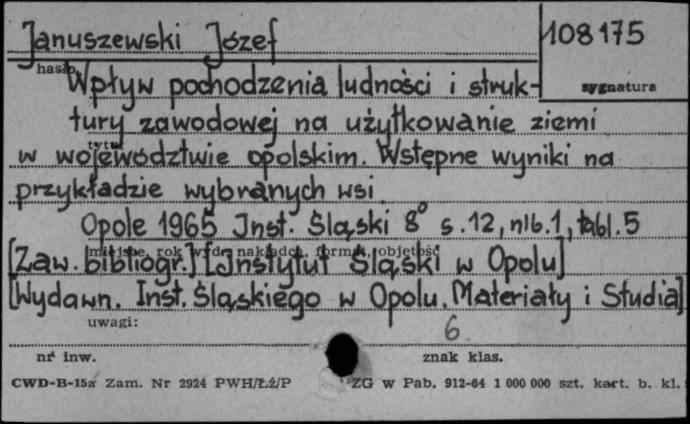 Januszewski Józef
108175
hasło
sygnatura
Wpływ pochodzenia ludności i struk-
tury zawodowej na użytkowanie ziemi
tytuł
w województwie opolskim. Wstępne wyniki na
przykładzie wybranych wsi
Opole 1965 Inst. Śląski 8° s.12, nlb.1, tabl.5
miejsce, rok wyd., nakładca, format, objętość
[Zaw. bibliogr.] [Instytut Śląski w Opolu]
[Wydawn. Inst. Śląskiego w Opolu. Materiały i Studia]
uwagi:
6
nr inw.
znak klas.
CWD-B-15a Zam. Nr 2924 PWH/Łź/P ZG w Pab. 912-64 1 000 000 szt. kart. b. kl.